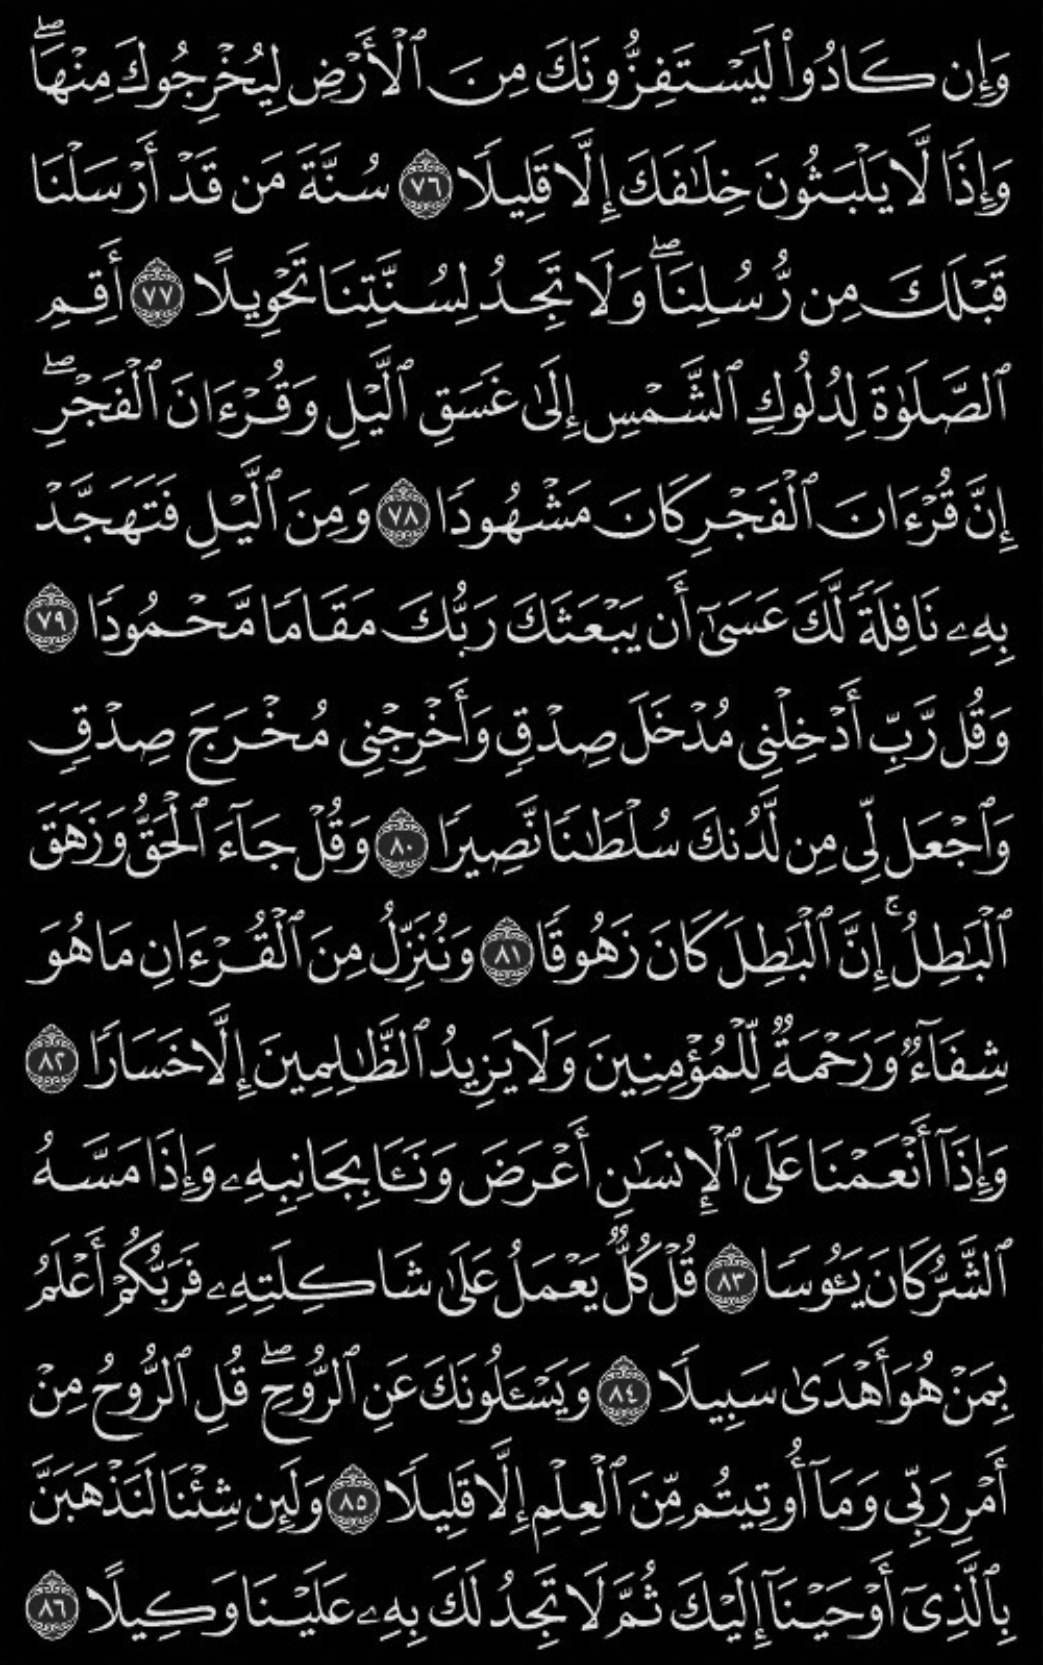 وَإِن كَادُوا۟ لَيَسْتَفِزُّونَكَ مِنَ ٱلْأَرْضِ لِيُخْرِجُوكَ مِنْهَا ۖ
وَإِذًا لَّا يَلْبَثُونَ خِلَـٰفَكَ إِلَّا قَلِيلًا ٧٦ سُنَّةَ مَن قَدْ أَرْسَلْنَا
قَبْلَكَ مِن رُّسُلِنَا ۖ وَلَا تَجِدُ لِسُنَّتِنَا تَحْوِيلًا ٧٧ أَقِمِ
ٱلصَّلَوٰةَ لِدُلُوكِ ٱلشَّمْسِ إِلَىٰ غَسَقِ ٱلَّيْلِ وَقُرْءَانَ ٱلْفَجْرِ ۖ
إِنَّ قُرْءَانَ ٱلْفَجْرِ كَانَ مَشْهُودًا ٧٨ وَمِنَ ٱلَّيْلِ فَتَهَجَّدْ
بِهِۦ نَافِلَةً لَّكَ عَسَىٰٓ أَن يَبْعَثَكَ رَبُّكَ مَقَامًا مَّحْمُودًا ٧٩
وَقُل رَّبِّ أَدْخِلْنِى مُدْخَلَ صِدْقٍ وَأَخْرِجْنِى مُخْرَجَ صِدْقٍ
وَٱجْعَل لِّى مِن لَّدُنكَ سُلْطَـٰنًا نَّصِيرًا ٨٠ وَقُلْ جَآءَ ٱلْحَقُّ وَزَهَقَ
ٱلْبَـٰطِلُ ۚ إِنَّ ٱلْبَـٰطِلَ كَانَ زَهُوقًا ٨١ وَنُنَزِّلُ مِنَ ٱلْقُرْءَانِ مَا هُوَ
شِفَآءٌ وَرَحْمَةٌ لِّلْمُؤْمِنِينَ وَلَا يَزِيدُ ٱلظَّـٰلِمِينَ إِلَّا خَسَارًا ٨٢
وَإِذَآ أَنْعَمْنَا عَلَى ٱلْإِنسَـٰنِ أَعْرَضَ وَنَـَٔا بِجَانِبِهِۦ وَإِذَا مَسَّهُ
ٱلشَّرُّ كَانَ يَـُٔوسًا ٨٣ قُلْ كُلٌّ يَعْمَلُ عَلَىٰ شَاكِلَتِهِۦ فَرَبُّكُمْ أَعْلَمُ
بِمَنْ هُوَ أَهْدَىٰ سَبِيلًا ٨٤ وَيَسْـَٔلُونَكَ عَنِ ٱلرُّوحِ ۖ قُلِ ٱلرُّوحُ مِنْ
أَمْرِ رَبِّى وَمَآ أُوتِيتُم مِّنَ ٱلْعِلْمِ إِلَّا قَلِيلًا ٨٥ وَلَئِن شِئْنَا لَنَذْهَبَنَّ
بِٱلَّذِىٓ أَوْحَيْنَآ إِلَيْكَ ثُمَّ لَا تَجِدُ لَكَ بِهِۦ عَلَيْنَا وَكِيلًا ٨٦